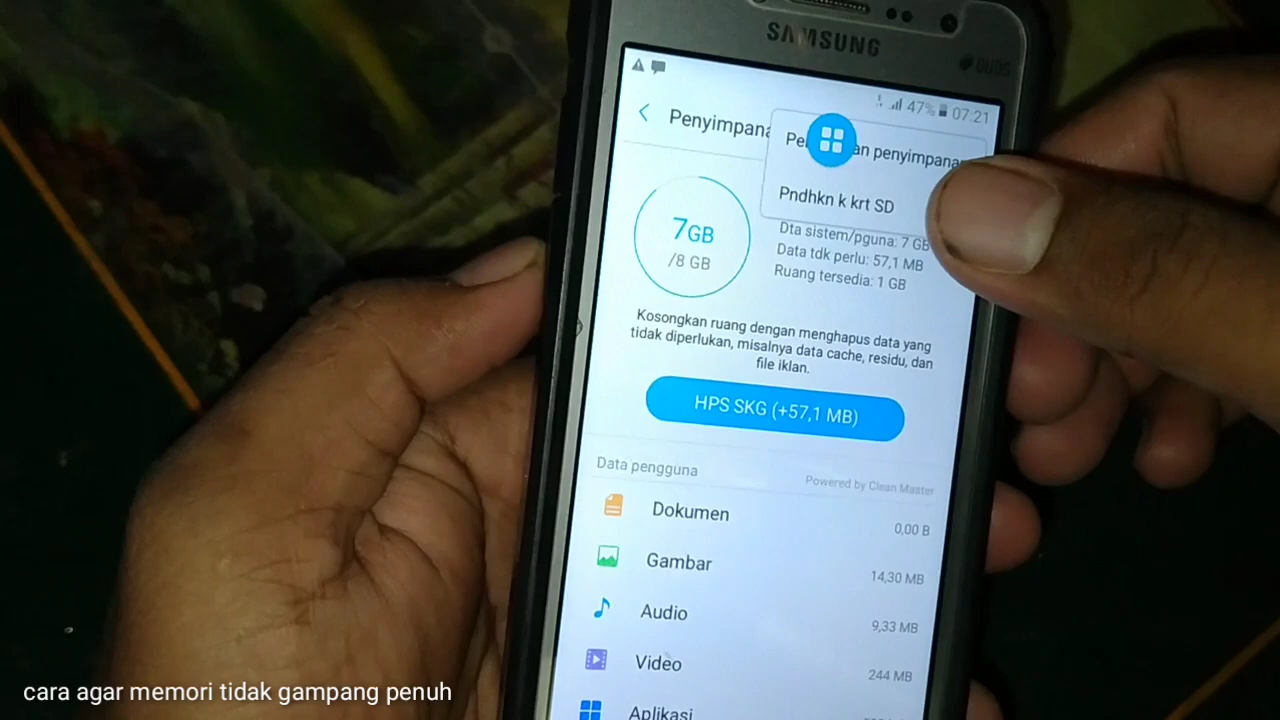 SAMSUNG
DUOS
47% 07:21
Penyimpana
an penyimpanan
Pndhkn k krt SD
7GB
/8 GB
Dta sistem/pguna: 7 GB
Data tdk perlu: 57,1 MB
Ruang tersedia: 1 GB
Kosongkan ruang dengan menghapus data yang
tidak diperlukan, misalnya data cache, residu, dan
file iklan.
HPS SKG (+57,1 MB)
Data pengguna
Powered by Clean Master
Dokumen 0,00 B
Gambar 14,30 MB
Audio 9,33 MB
Video 244 MB
Aplikasi
cara agar memori tidak gampang penuh